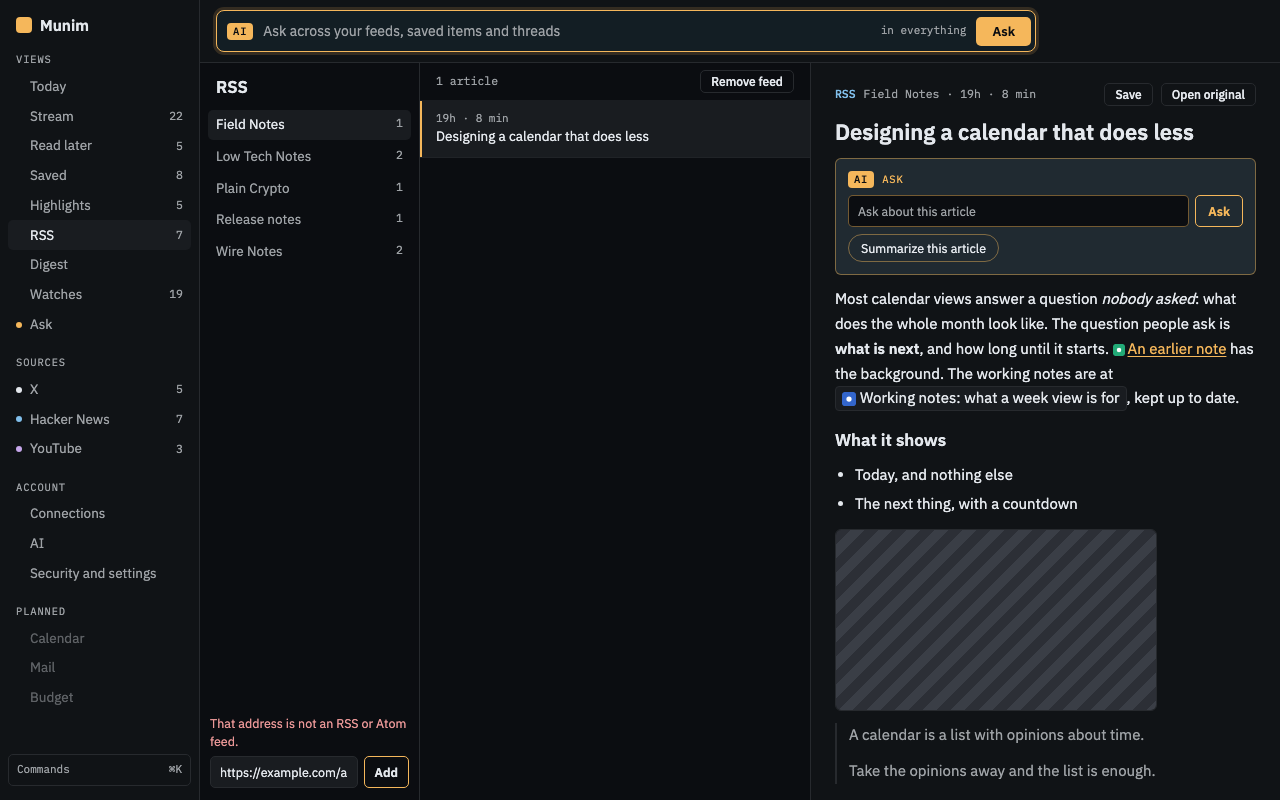 Munim
VIEWS
Today
Stream 22
Read later 5
Saved 8
Highlights 5
RSS 7
Digest
Watches 19
Ask
SOURCES
X 5
Hacker News 7
YouTube 3
ACCOUNT
Connections
AI
Security and settings
PLANNED
Calendar
Mail
Budget
Commands ⌘K
AI Ask across your feeds, saved items and threads in everything Ask
RSS
Field Notes 1
Low Tech Notes 2
Plain Crypto 1
Release notes 1
Wire Notes 2
That address is not an RSS or Atom
feed.
https://example.com/a Add
1 article Remove feed
19h · 8 min
Designing a calendar that does less
RSS Field Notes · 19h · 8 min Save Open original
Designing a calendar that does less
AI ASK
Ask about this article Ask
Summarize this article
Most calendar views answer a question nobody asked: what
does the whole month look like. The question people ask is
what is next, and how long until it starts. An earlier note has
the background. The working notes are at
Working notes: what a week view is for , kept up to date.
What it shows
• Today, and nothing else
• The next thing, with a countdown
A calendar is a list with opinions about time.
Take the opinions away and the list is enough.